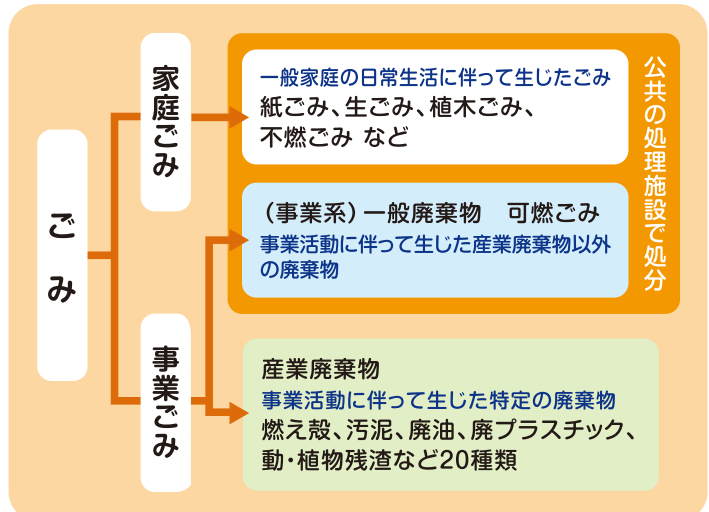 ごみ
家庭ごみ
事業ごみ
一般家庭の日常生活に伴って生じたごみ
紙ごみ、生ごみ、植木ごみ、
不燃ごみ など
(事業系)一般廃棄物 可燃ごみ
事業活動に伴って生じた産業廃棄物以外
の廃棄物
公共の処理施設で処分
産業廃棄物
事業活動に伴って生じた特定の廃棄物
燃え殻、汚泥、廃油、廃プラスチック、
動・植物残渣など20種類